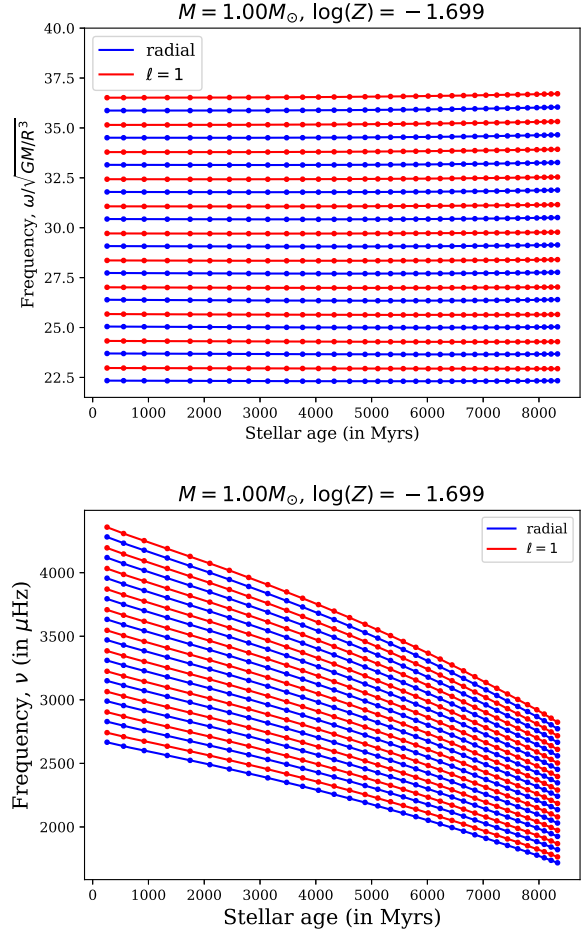 M = 1.00M⊙, log(Z) = −1.699
40.0
37.5
35.0
32.5
30.0
27.5
25.0
22.5
Frequency, ω/√GM/R³
radial
ℓ = 1
0 1000 2000 3000 4000 5000 6000 7000 8000
Stellar age (in Myrs)
M = 1.00M⊙, log(Z) = −1.699
4000
3500
3000
2500
2000
Frequency, ν (in μHz)
radial
ℓ = 1
0 1000 2000 3000 4000 5000 6000 7000 8000
Stellar age (in Myrs)